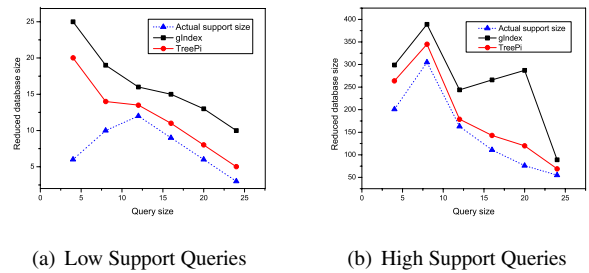 Actual support size
gIndex
TreePi
Reduced database size
25
20
15
10
5
0
5
10
15
20
25
Query size
(a) Low Support Queries
Actual support size
gIndex
TreePi
Reduced database size
400
350
300
250
200
150
100
50
0
5
10
15
20
25
Query size
(b) High Support Queries